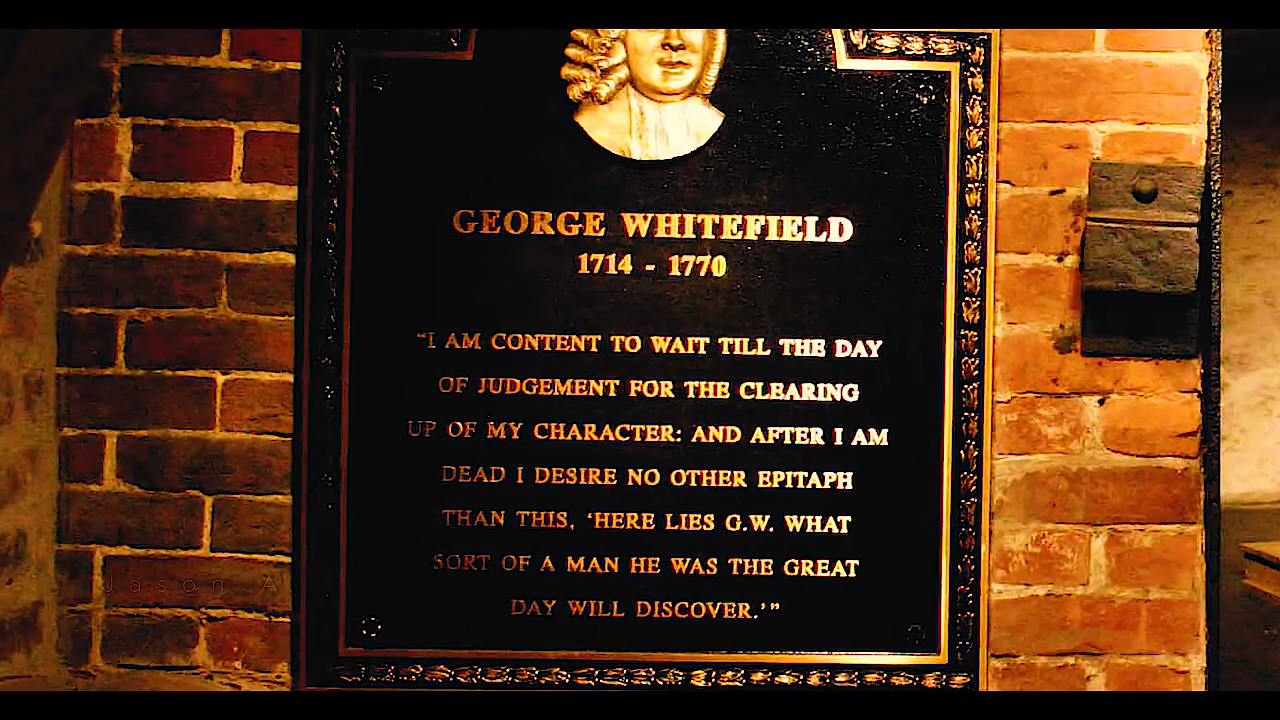 GEORGE WHITEFIELD
1714 - 1770
"I AM CONTENT TO WAIT TILL THE DAY
OF JUDGEMENT FOR THE CLEARING
UP OF MY CHARACTER: AND AFTER I AM
DEAD I DESIRE NO OTHER EPITAPH
THAN THIS, 'HERE LIES G.W. WHAT
SORT OF A MAN HE WAS THE GREAT
DAY WILL DISCOVER.'"
Jason A